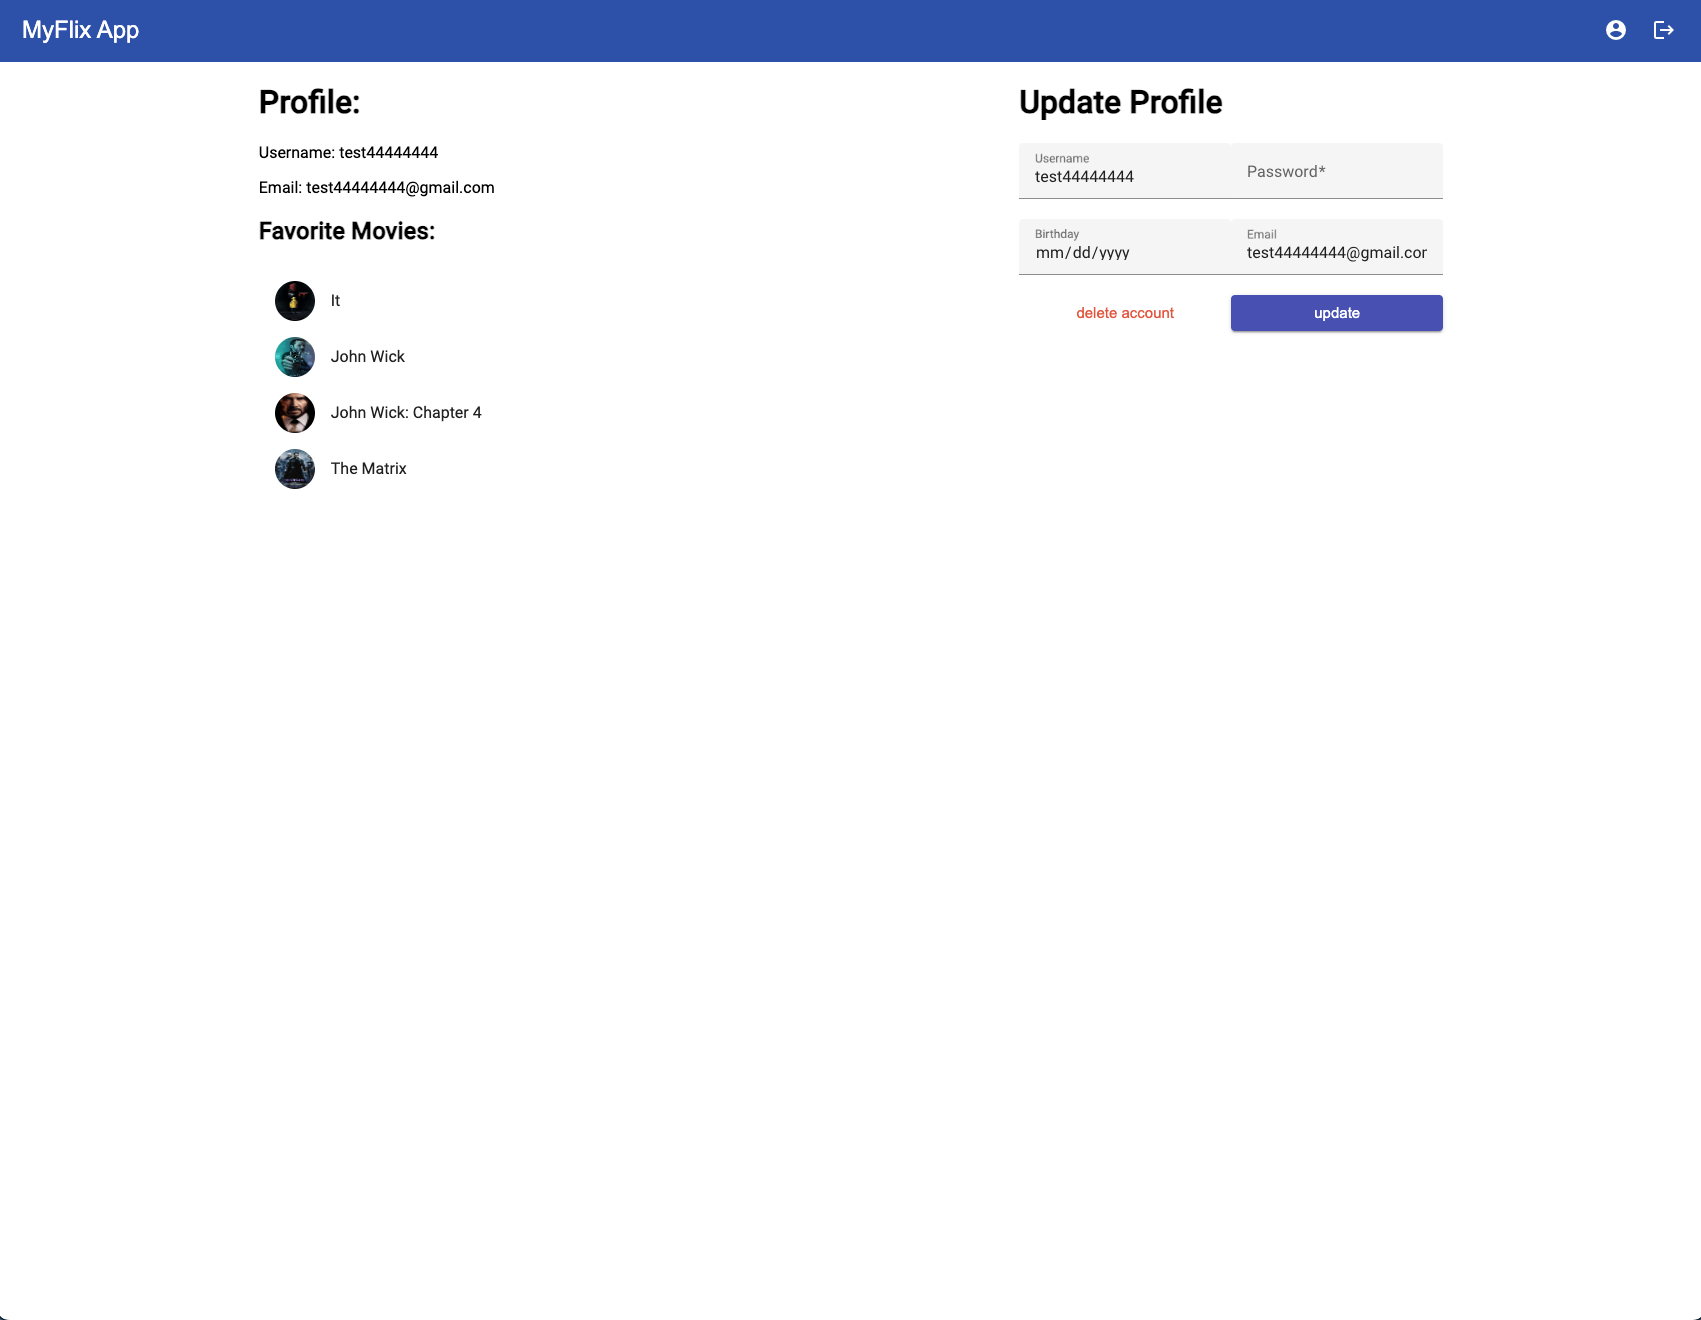 MyFlix App
Profile:
Username: test44444444
Email: test44444444@gmail.com
Favorite Movies:
It
John Wick
John Wick: Chapter 4
The Matrix
Update Profile
Username
test44444444
Password*
Birthday
mm/dd/yyyy
Email
test44444444@gmail.cor
delete account
update